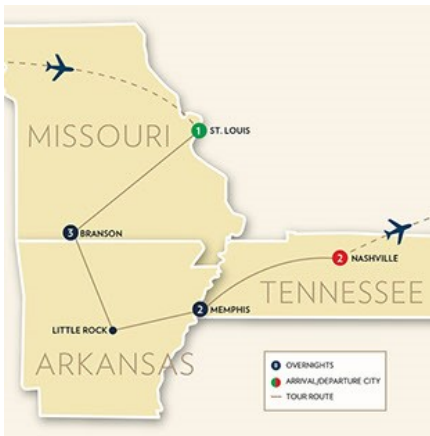 MISSOURI
1 ST. LOUIS
3 BRANSON
2 NASHVILLE
TENNESSEE
2 MEMPHIS
LITTLE ROCK
ARKANSAS
0 OVERNIGHTS
ARRIVAL/DEPARTURE CITY
TOUR ROUTE